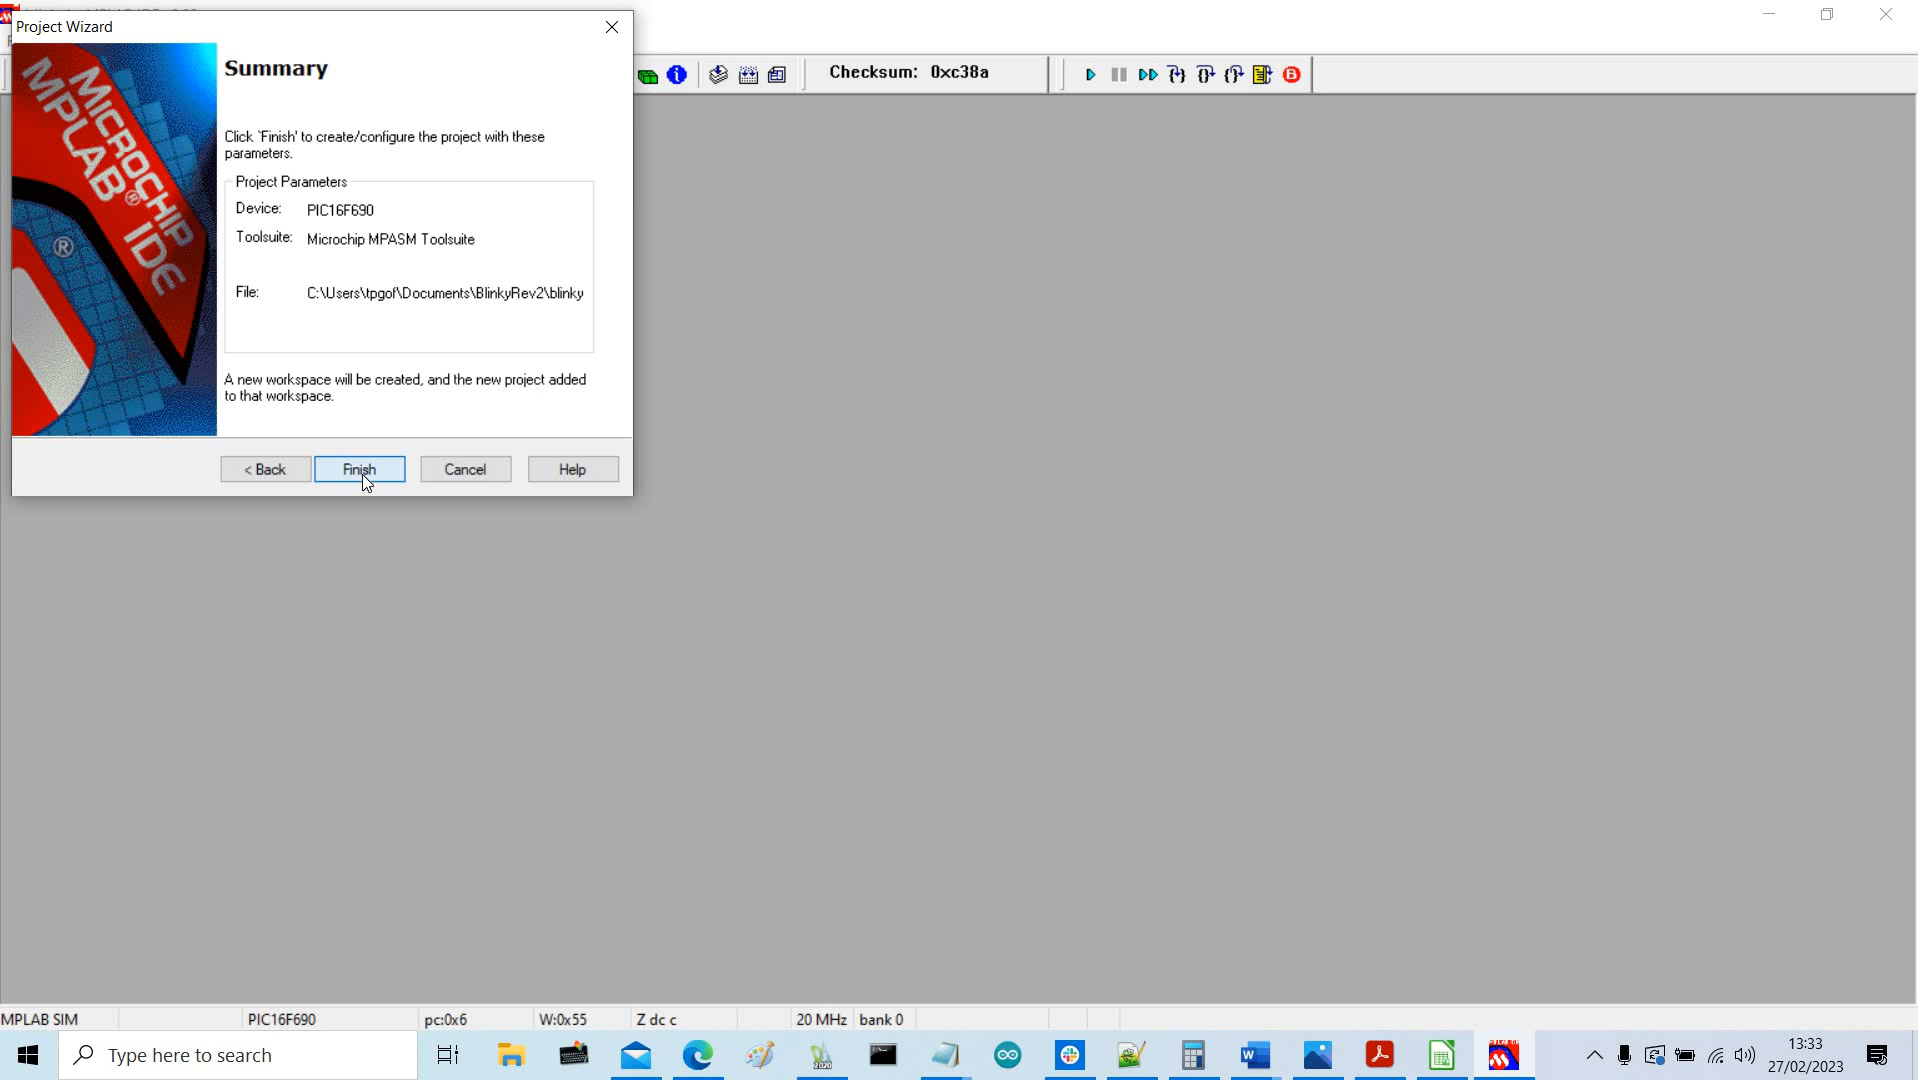 Project Wizard
MICROCHIP
MPLAB® IDE
®
Summary
Checksum: 0xc38a
B
Click `Finish' to create/configure the project with these
parameters.
Project Parameters
Device: PIC16F690
Toolsuite: Microchip MPASM Toolsuite
File: C:\Users\tpgof\Documents\BlinkyRev2\blinky
A new workspace will be created, and the new project added
to that workspace.
< Back Finish Cancel Help
MPLAB SIM PIC16F690 pc:0x6 W:0x55 Z dc c 20 MHz bank 0
Type here to search
13:33
27/02/2023